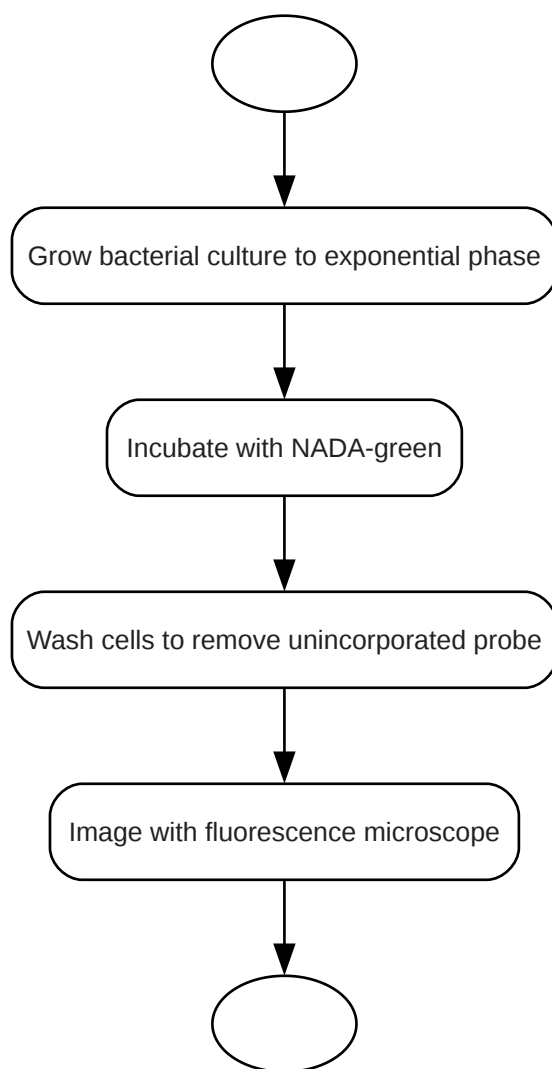 Grow bacterial culture to exponential phase
Incubate with NADA-green
Wash cells to remove unincorporated probe
Image with fluorescence microscope